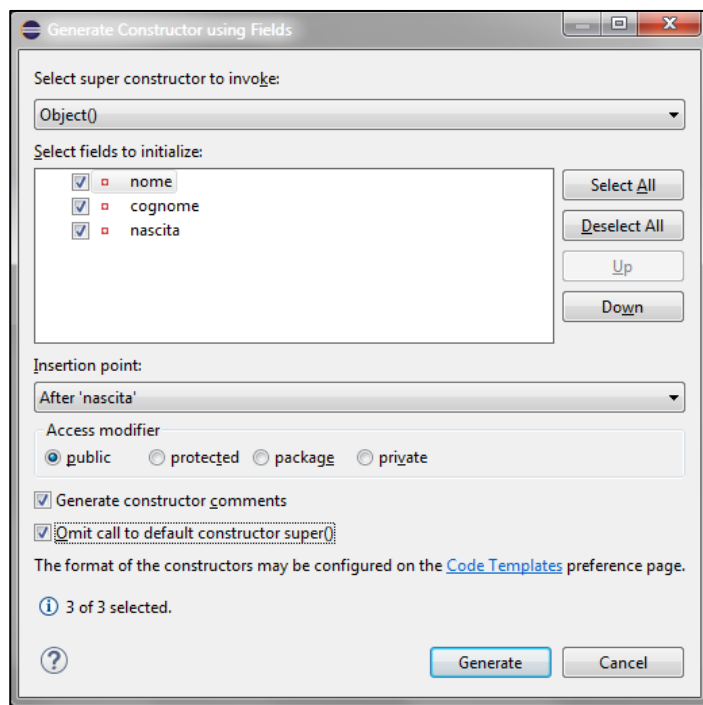 Generate Constructor using Fields
Select super constructor to invoke:
Object()
Select fields to initialize:
nome
cognome
nascita
Select All
Deselect All
Up
Down
Insertion point:
After 'nascita'
Access modifier
public protected package private
Generate constructor comments
Omit call to default constructor super()
The format of the constructors may be configured on the Code Templates preference page.
3 of 3 selected.
Generate Cancel